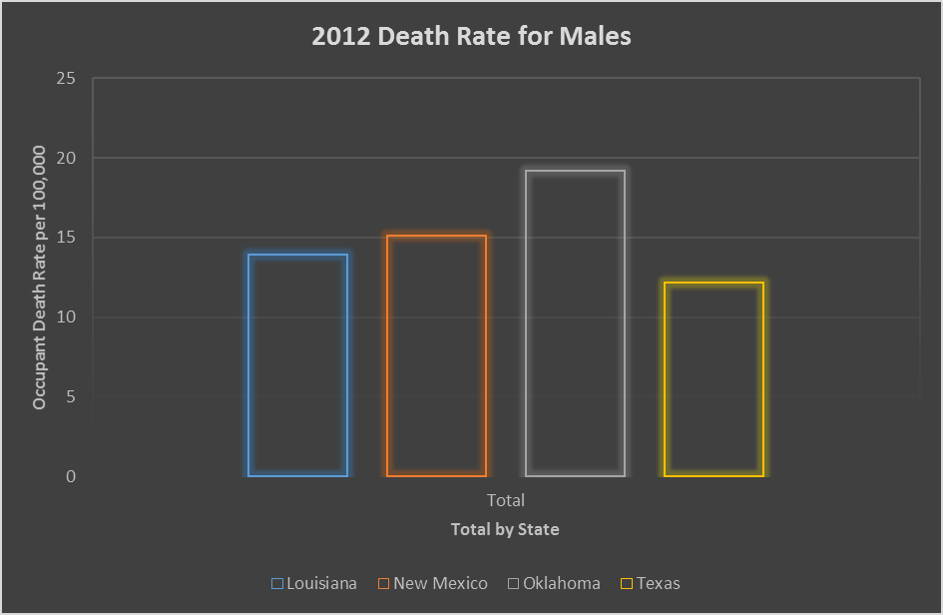 2012 Death Rate for Males
Occupant Death Rate per 100,000
25
20
15
10
5
0
Total
Total by State
Louisiana New Mexico Oklahoma Texas